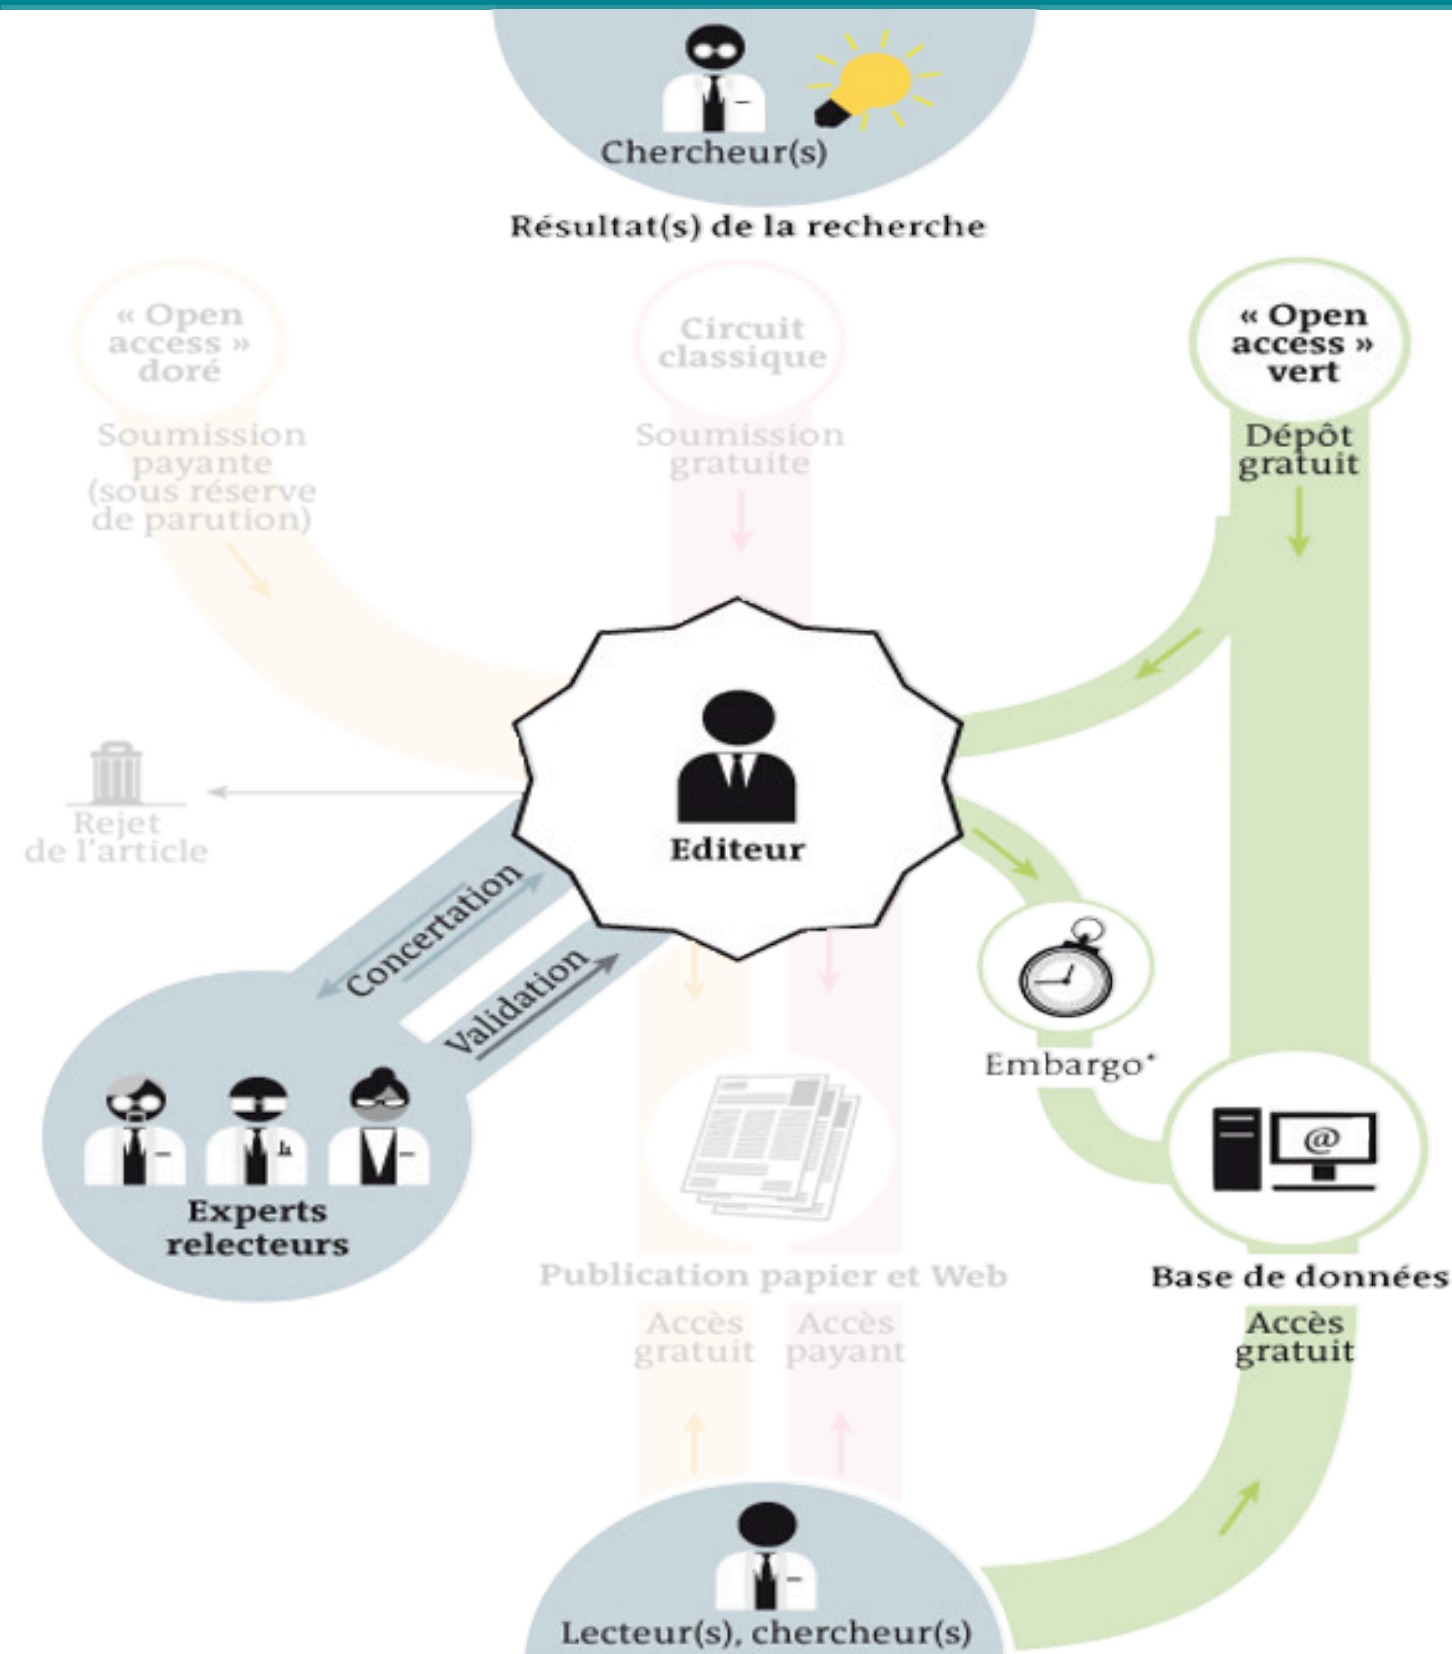 Chercheur(s)
Résultat(s) de la recherche
« Open
access »
doré
Soumission
payante
(sous réserve
de parution)
Circuit
classique
Soumission
gratuite
« Open
access »
vert
Dépôt
gratuit
Editeur
Rejet
de l'article
Concertation
Validation
Experts
relecteurs
Embargo*
@
Publication papier et Web
Accès
gratuit
Accès
payant
Base de données
Accès
gratuit
Lecteur(s), chercheur(s)